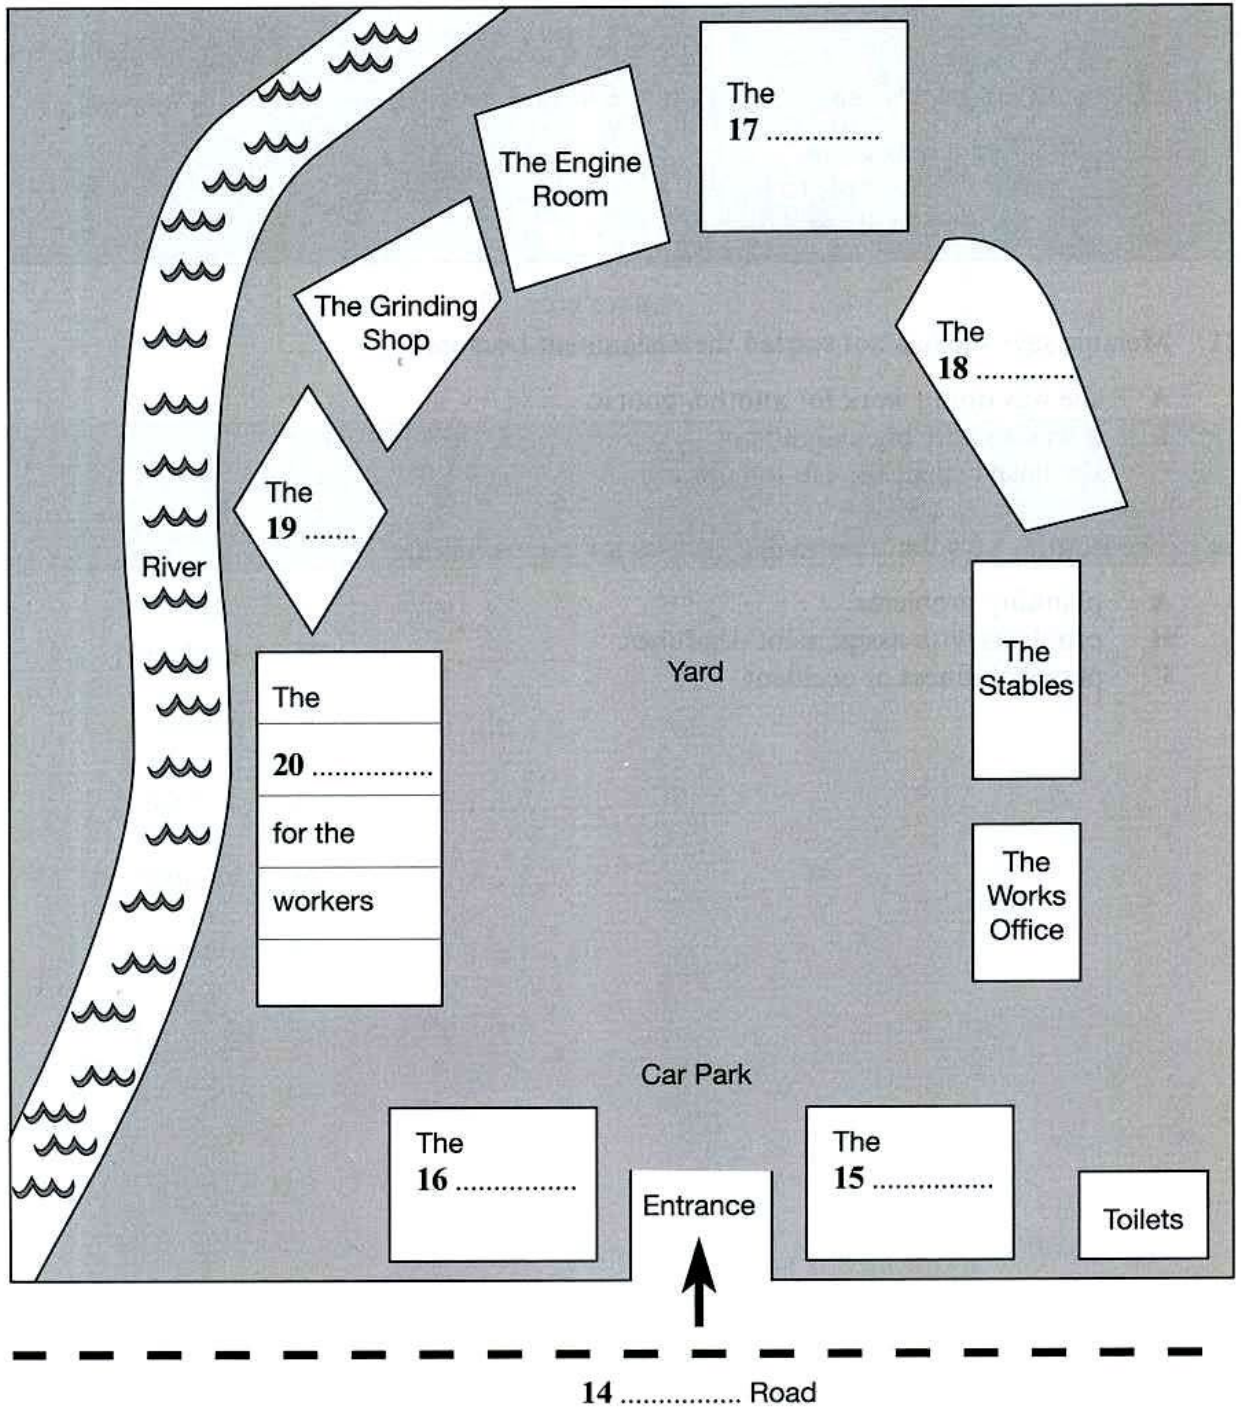 The
17 ...............
The Engine
Room
The Grinding
Shop
The
18 .............
The
19 .......
River
The
20 ................
for the
workers
Yard
The
Stables
The
Works
Office
Car Park
The
16 ................
Entrance
The
15 ................
Toilets
14 ................ Road